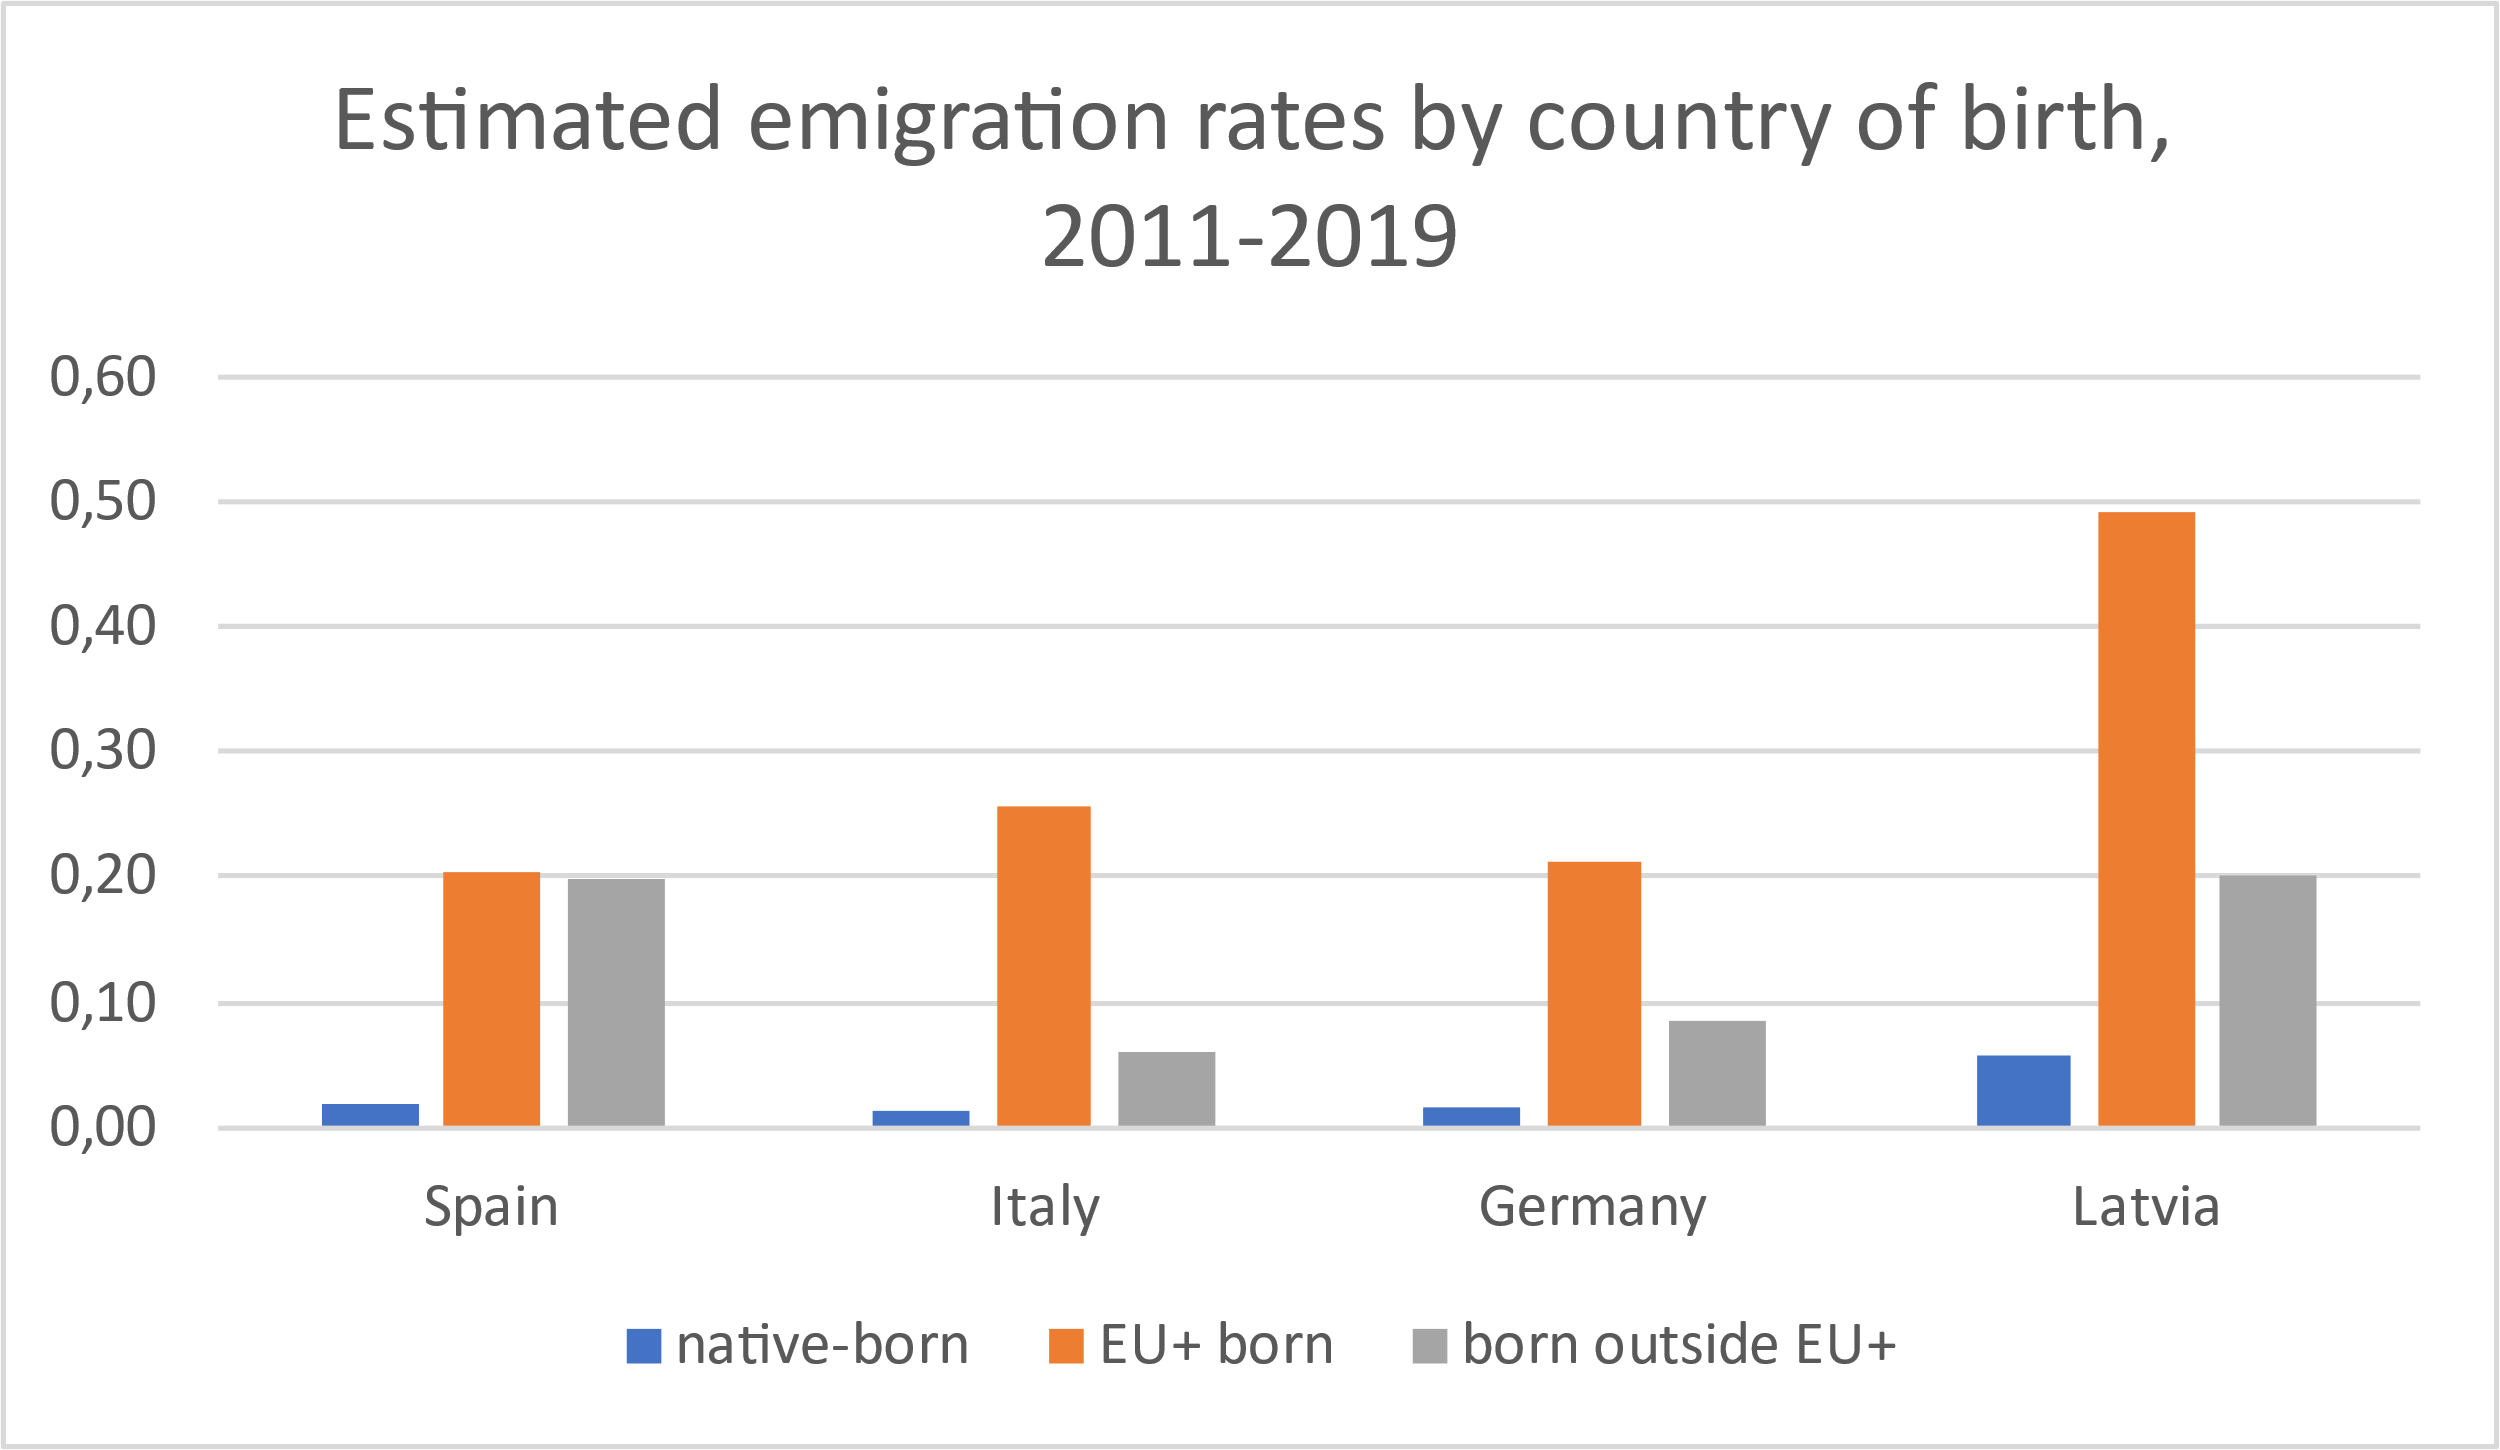 Estimated emigration rates by country of birth,
2011-2019
0,60
0,50
0,40
0,30
0,20
0,10
0,00
Spain Italy Germany Latvia
native-born EU+ born born outside EU+